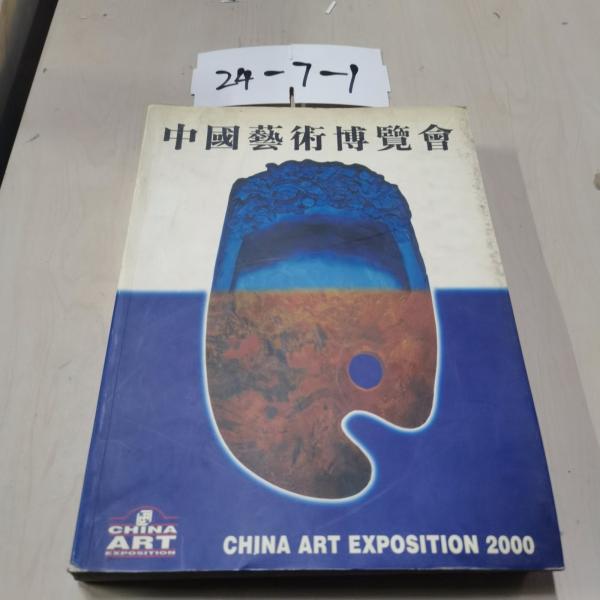 24-7-1
中國藝術博覽會
CHINA
ART
EXPOSITION
CHINA ART EXPOSITION 2000